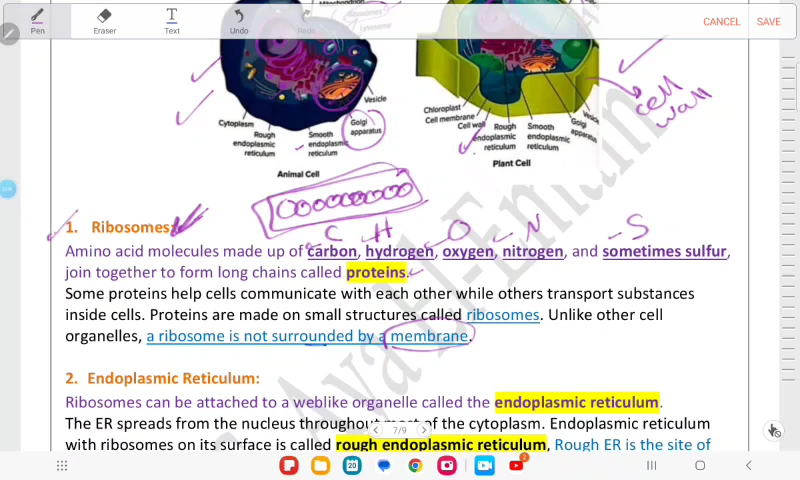 Pen
Eraser
Text
Undo
Redo
CANCEL
SAVE
Mitochondrion
Lysosome
Vesicle
Cytoplasm
Golgi
apparatus
Rough
endoplasmic
reticulum
Smooth
endoplasmic
reticulum
Animal Cell
Chloroplast
Cell membrane
Cell wall
Rough
endoplasmic
reticulum
Smooth
endoplasmic
reticulum
Golgi
apparatus
Vesicle
Plant Cell
cell
wall
C H O N S
1. Ribosomes:
Amino acid molecules made up of carbon, hydrogen, oxygen, nitrogen, and sometimes sulfur,
join together to form long chains called proteins.
Some proteins help cells communicate with each other while others transport substances
inside cells. Proteins are made on small structures called ribosomes. Unlike other cell
organelles, a ribosome is not surrounded by a membrane.
2. Endoplasmic Reticulum:
Ribosomes can be attached to a weblike organelle called the endoplasmic reticulum.
The ER spreads from the nucleus throughout most of the cytoplasm. Endoplasmic reticulum
with ribosomes on its surface is called rough endoplasmic reticulum, Rough ER is the site of
7/9
20
2